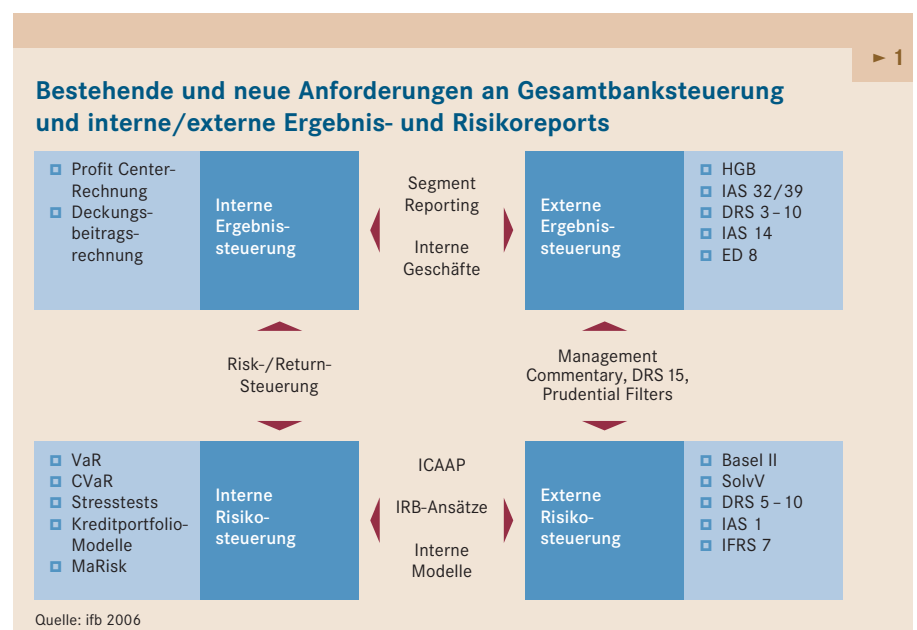 ► 1
Bestehende und neue Anforderungen an Gesamtbanksteuerung
und interne/externe Ergebnis- und Risikoreports
Profit Center-
Rechnung
Deckungs-
beitrags-
rechnung
Interne
Ergebnis-
steuerung
Segment
Reporting
Interne
Geschäfte
Externe
Ergebnis-
steuerung
HGB
IAS 32/39
DRS 3–10
IAS 14
ED 8
Risk-/Return-
Steuerung
Management
Commentary, DRS 15,
Prudential Filters
VaR
CVaR
Stresstests
Kreditportfolio-
Modelle
MaRisk
Interne
Risiko-
steuerung
ICAAP
IRB-Ansätze
Interne
Modelle
Externe
Risiko-
steuerung
Basel II
SolvV
DRS 5–10
IAS 1
IFRS 7
Quelle: ifb 2006